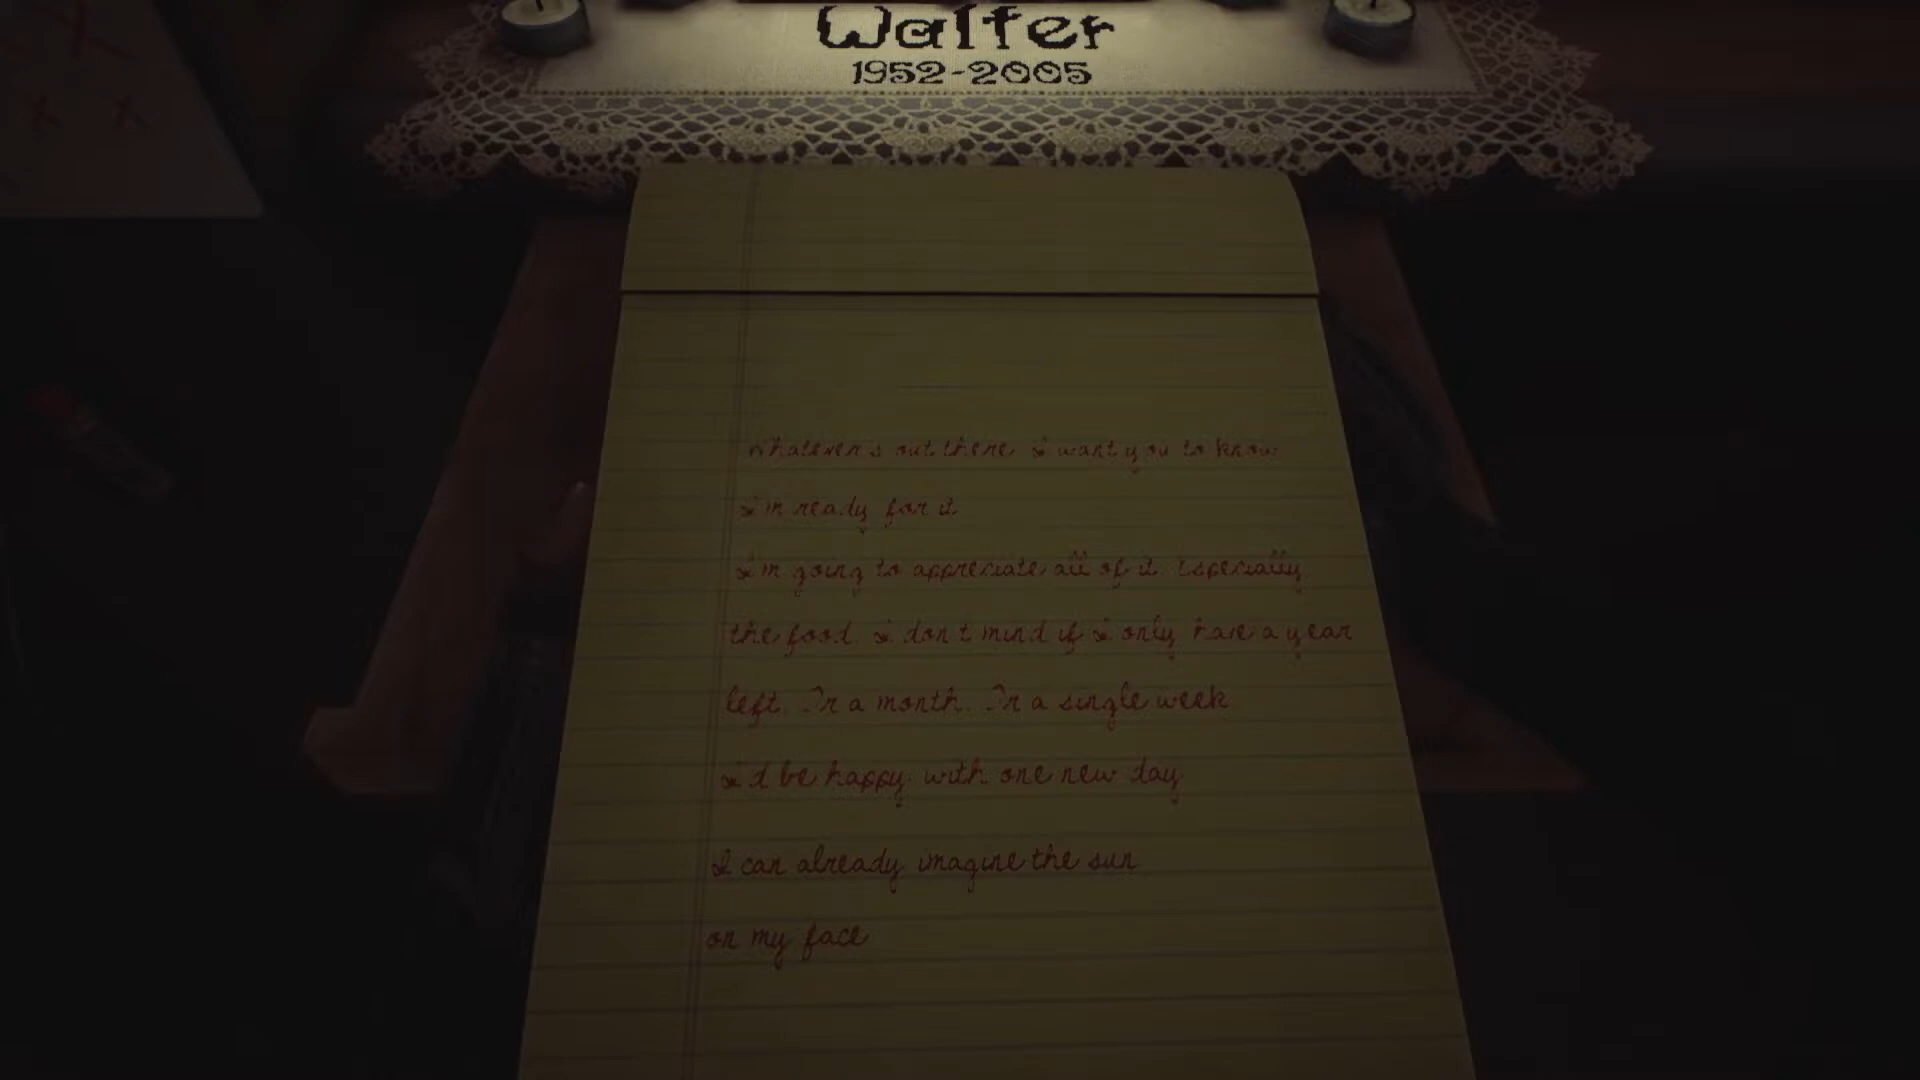 Walter
1952-2005
Whatever's out there, I want you to know
I'm ready for it
I'm going to appreciate all of it. Especially
the food. I don't mind if I only have a year
left. Or a month. Or a single week.
I'd be happy with one new day
I can already imagine the sun
on my face